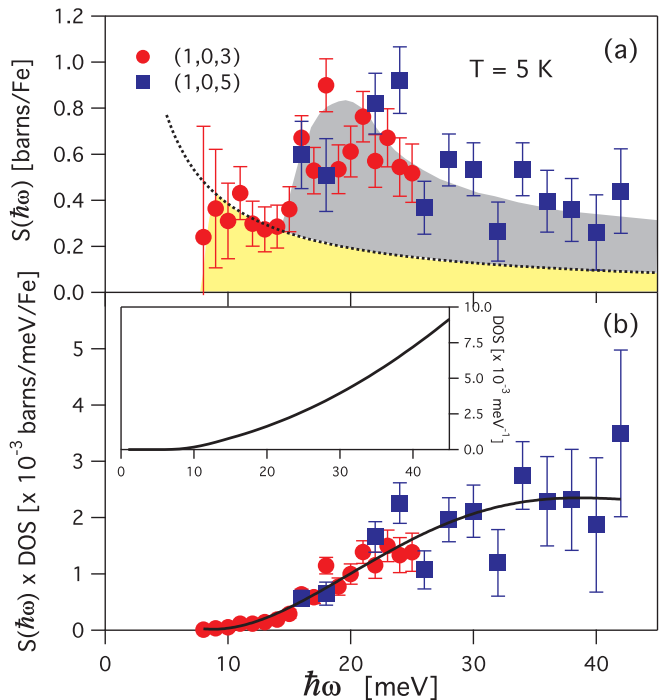 1.2
1.0
0.8
0.6
0.4
0.2
0.0
S(ħω) [barns/Fe]
(1,0,3)
(1,0,5)
T = 5 K
(a)
(b)
10.0
7.5
5.0
2.5
0.0
DOS [x 10⁻³ meV⁻¹]
0 10 20 30 40
5
4
3
2
1
0
S(ħω) x DOS [x 10⁻³ barns/meV/Fe]
10 20 30 40
ħω [meV]